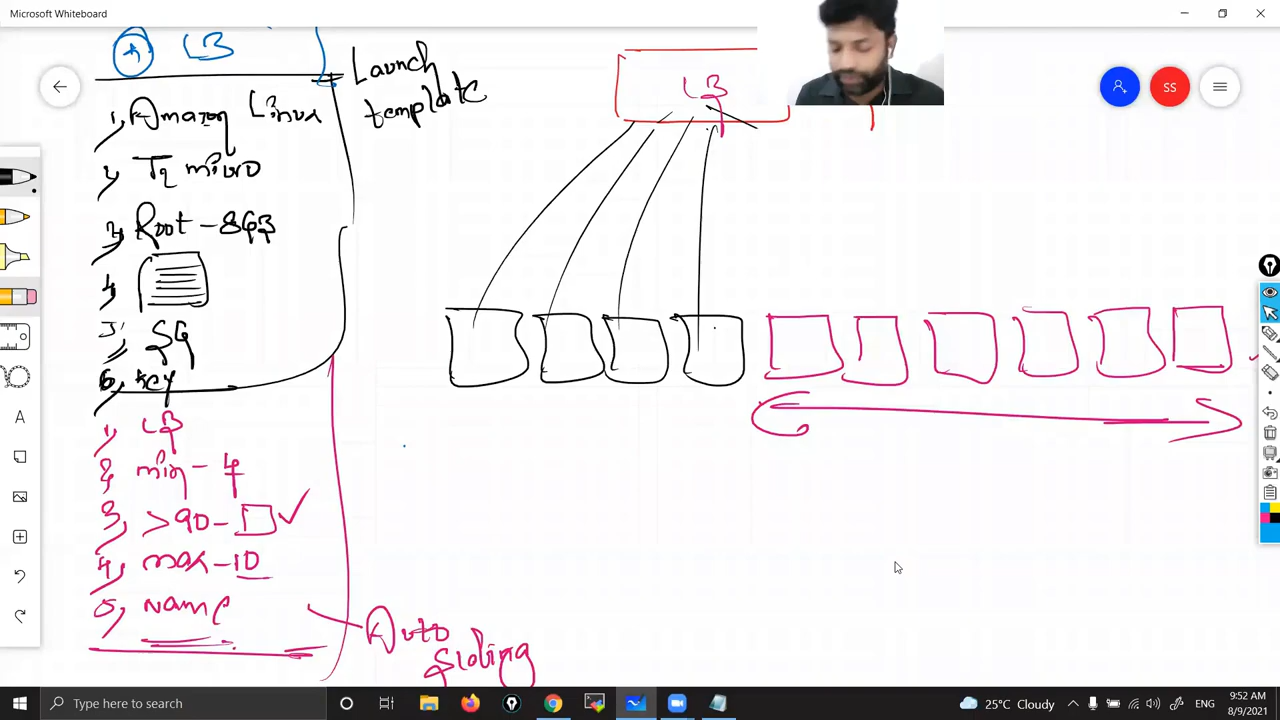 Microsoft Whiteboard
LB
Launch
template
1, Amazon Linux
2, T2 micro
3, Root - 8GB
4,
5, SG
6, key
1, LB
2, min - 4
3, >90 -
4, max - 10
5, Name
Auto
Scaling
LB
SS
A
Type here to search
25°C Cloudy
ENG
9:52 AM
8/9/2021